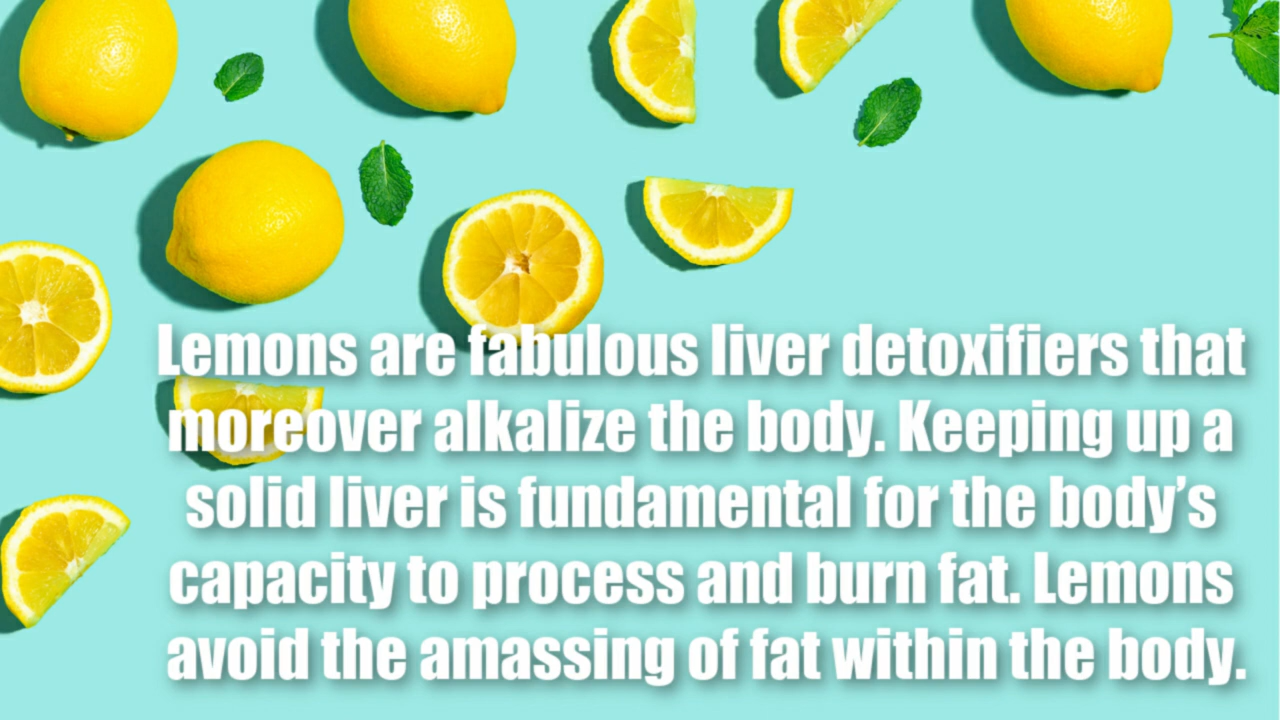 Lemons are fabulous liver detoxifiers that
moreover alkalize the body. Keeping up a
solid liver is fundamental for the body’s
capacity to process and burn fat. Lemons
avoid the amassing of fat within the body.